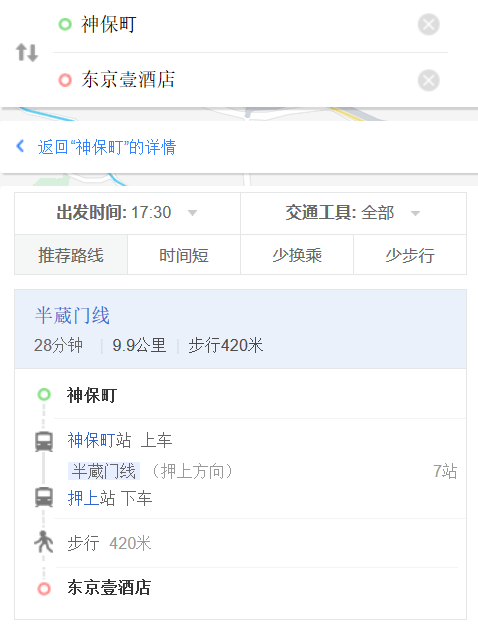 神保町
东京壹酒店
返回“神保町”的详情
出发时间: 17:30 交通工具: 全部
推荐路线 时间短 少换乘 少步行
半蔵门线
28分钟 9.9公里 步行420米
神保町
神保町站 上车
半蔵门线 （押上方向） 7站
押上站 下车
步行 420米
东京壹酒店